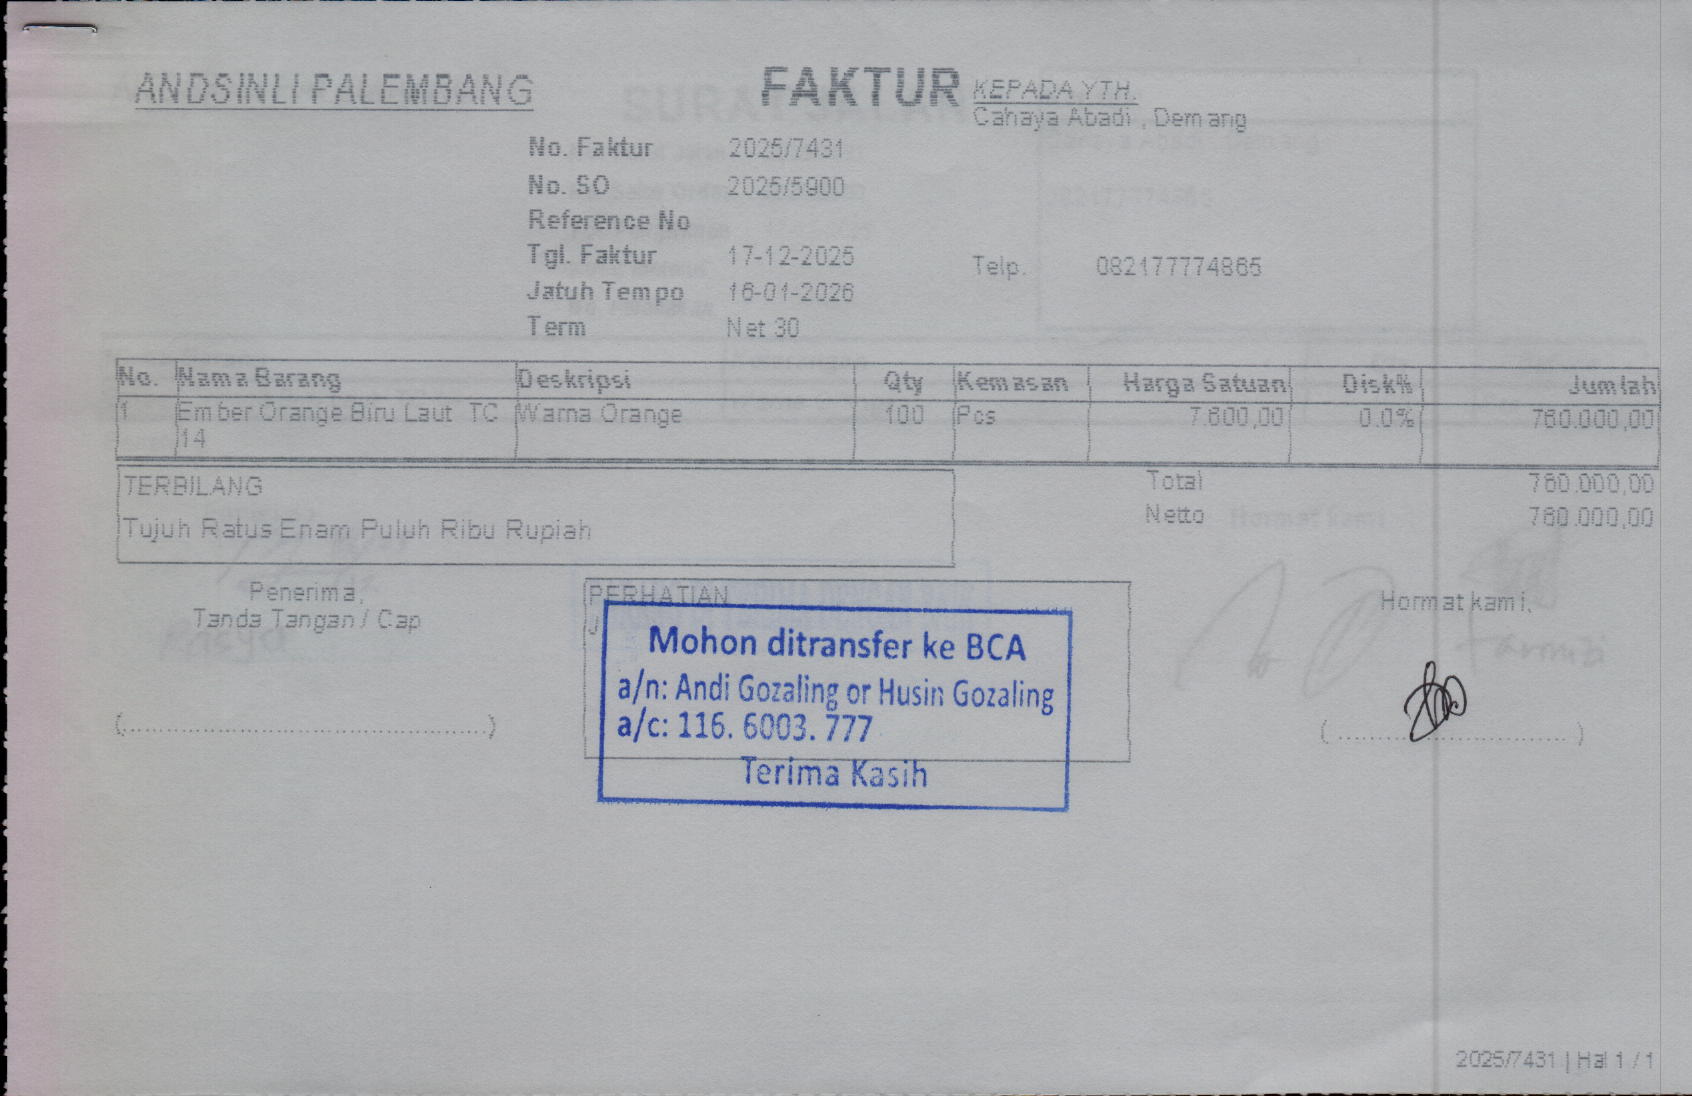 ANDSINLI PALEMBANG
FAKTUR
KEPADA YTH.
Cahaya Abadi , Demang
No. Faktur 2025/7431
No. SO 2025/5900
Reference No
Tgl. Faktur 17-12-2025
Telp. 082177774865
Jatuh Tempo 16-01-2026
Term Net 30
No. Nama Barang Deskripsi Qty Kemasan Harga Satuan Disk% Jumlah
1 Ember Orange Biru Laut TC Warna Orange 100 Pcs 7.600,00 0.0% 760.000,00
14
TERBILANG
Total 760.000,00
Tujuh Ratus Enam Puluh Ribu Rupiah
Netto 760.000,00
Penerima,
Tanda Tangan / Cap
PERHATIAN
Mohon ditransfer ke BCA
a/n: Andi Gozaling or Husin Gozaling
a/c: 116. 6003. 777
Terima Kasih
Hormat kami,
2025/7431 | Hal 1 / 1